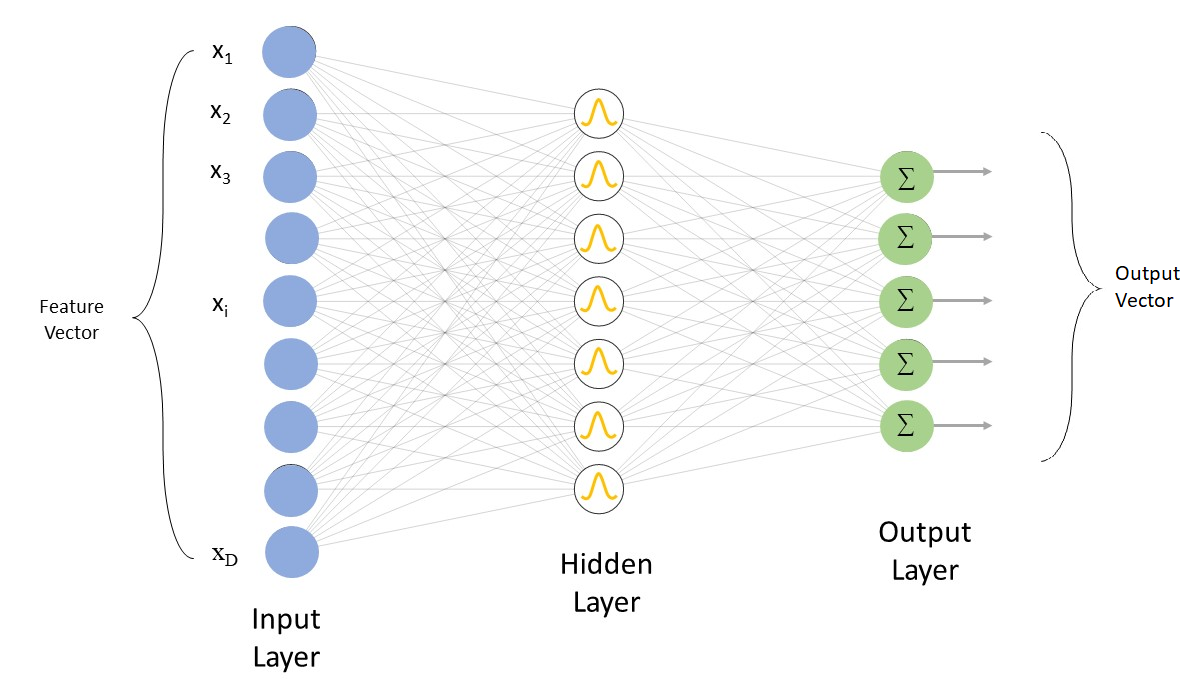 x1
x2
x3
xi
xD
Feature
Vector
Input
Layer
Hidden
Layer
∑
∑
∑
∑
∑
Output
Layer
Output
Vector